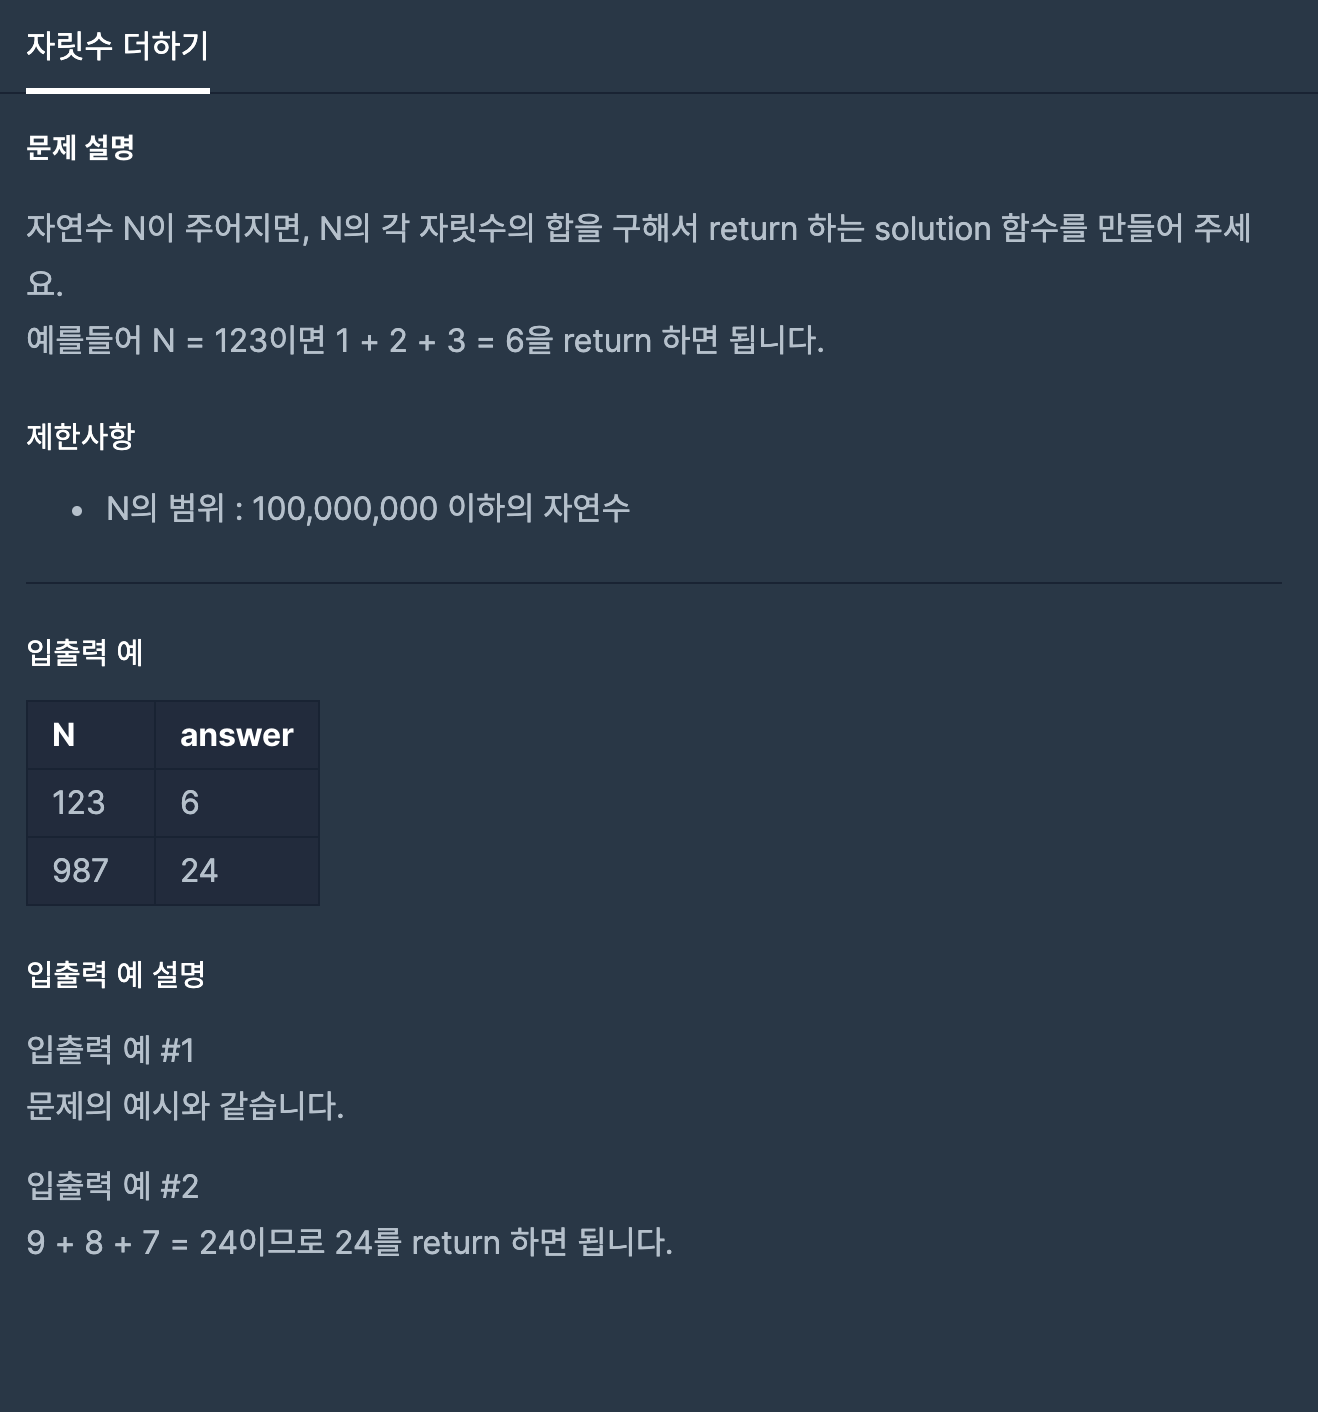 자릿수 더하기
문제 설명
자연수 N이 주어지면, N의 각 자릿수의 합을 구해서 return 하는 solution 함수를 만들어 주세
요.
예를들어 N = 123이면 1 + 2 + 3 = 6을 return 하면 됩니다.
제한사항
• N의 범위 : 100,000,000 이하의 자연수
입출력 예
N answer
123 6
987 24
입출력 예 설명
입출력 예 #1
문제의 예시와 같습니다.
입출력 예 #2
9 + 8 + 7 = 24이므로 24를 return 하면 됩니다.